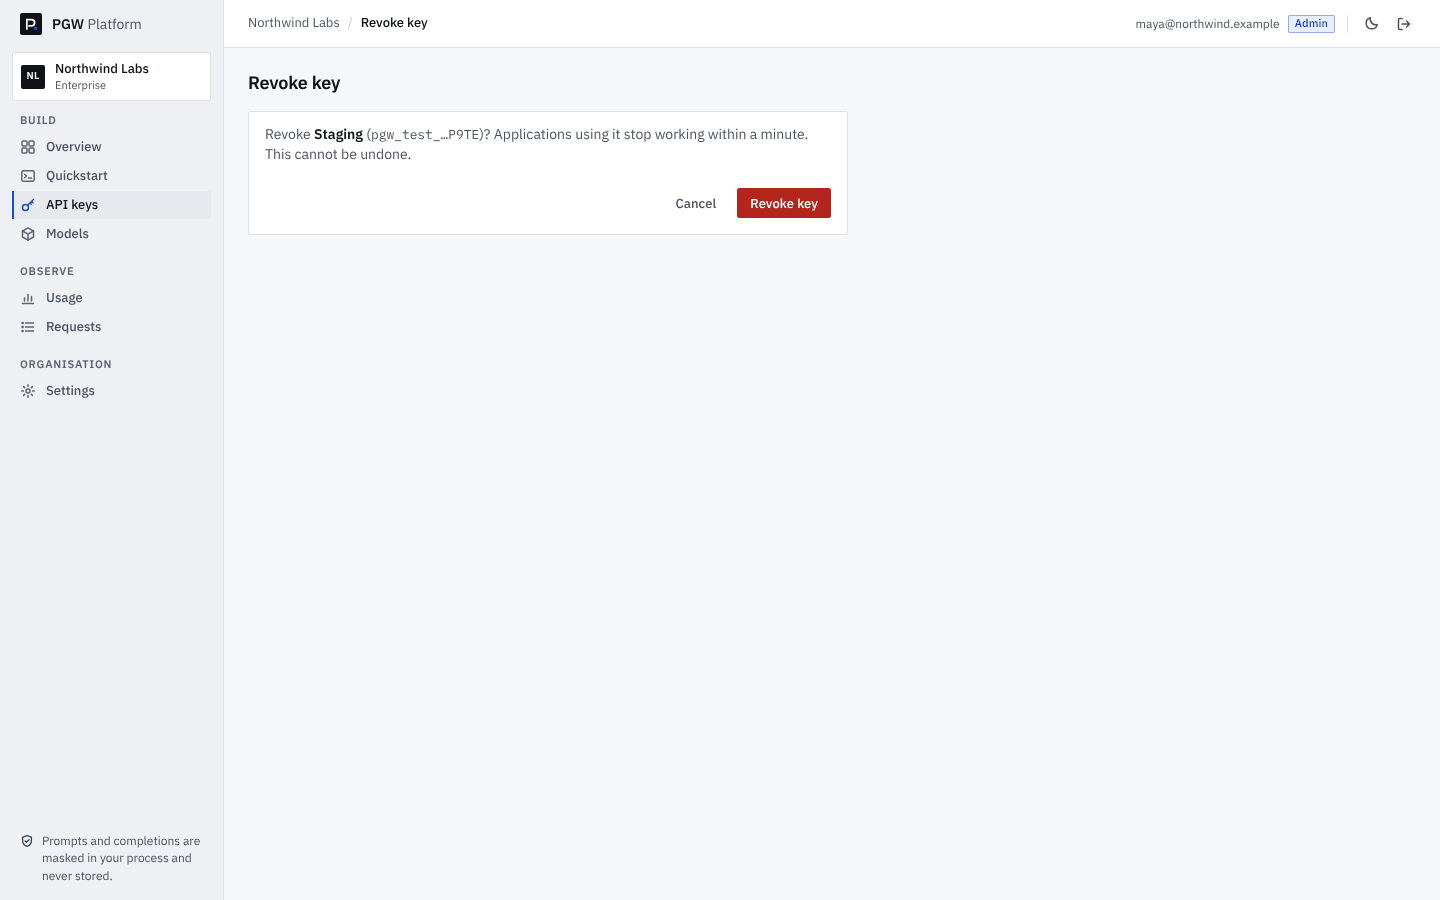 PGW Platform
Northwind Labs / Revoke key
maya@northwind.example
Admin
NL
Northwind Labs
Enterprise
BUILD
Overview
Quickstart
API keys
Models
OBSERVE
Usage
Requests
ORGANISATION
Settings
Prompts and completions are
masked in your process and
never stored.
Revoke key
Revoke Staging (pgw_test_…P9TE)? Applications using it stop working within a minute.
This cannot be undone.
Cancel
Revoke key